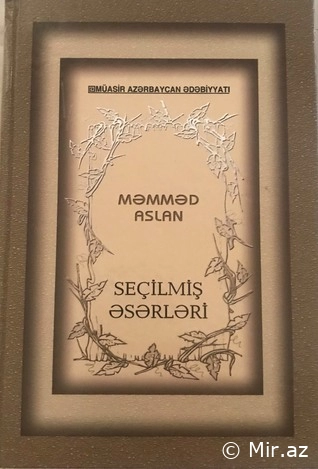 MÜASİR AZƏRBAYCAN ƏDƏBİYYATI
MƏMMƏD
ASLAN
SEÇİLMİŞ
ƏSƏRLƏRİ
© Mir.az